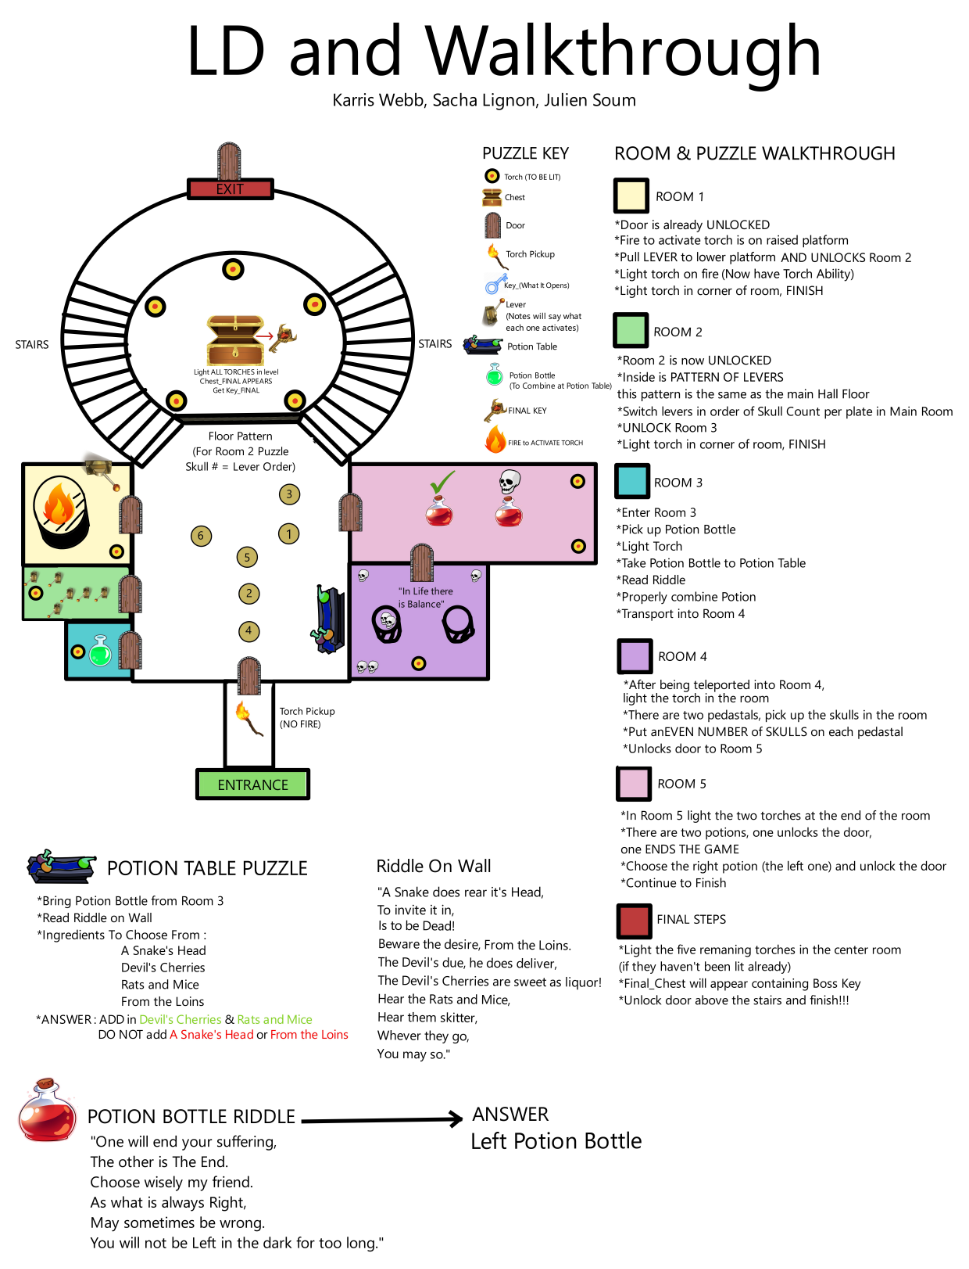 LD and Walkthrough
Karris Webb, Sacha Lignon, Julien Soum
EXIT
STAIRS
STAIRS
Light ALL TORCHES in level
Chest_FINAL APPEARS
Get Key_FINAL
Floor Pattern
(For Room 2 Puzzle
Skull # = Lever Order)
3
6
1
5
2
4
"In Life there
is Balance"
Torch Pickup
(NO FIRE)
ENTRANCE
PUZZLE KEY
Torch (TO BE LIT)
Chest
Door
Torch Pickup
Key_(What It Opens)
Lever
(Notes will say what
each one activates)
Potion Table
Potion Bottle
(To Combine at Potion Table)
FINAL KEY
FIRE to ACTIVATE TORCH
ROOM & PUZZLE WALKTHROUGH
ROOM 1
*Door is already UNLOCKED
*Fire to activate torch is on raised platform
*Pull LEVER to lower platform AND UNLOCKS Room 2
*Light torch on fire (Now have Torch Ability)
*Light torch in corner of room, FINISH
ROOM 2
*Room 2 is now UNLOCKED
*Inside is PATTERN OF LEVERS
this pattern is the same as the main Hall Floor
*Switch levers in order of Skull Count per plate in Main Room
*UNLOCK Room 3
*Light torch in corner of room, FINISH
ROOM 3
*Enter Room 3
*Pick up Potion Bottle
*Light Torch
*Take Potion Bottle to Potion Table
*Read Riddle
*Properly combine Potion
*Transport into Room 4
ROOM 4
*After being teleported into Room 4,
light the torch in the room
*There are two pedastals, pick up the skulls in the room
*Put anEVEN NUMBER of SKULLS on each pedastal
*Unlocks door to Room 5
ROOM 5
*In Room 5 light the two torches at the end of the room
*There are two potions, one unlocks the door,
one ENDS THE GAME
*Choose the right potion (the left one) and unlock the door
*Continue to Finish
FINAL STEPS
*Light the five remaning torches in the center room
(if they haven't been lit already)
*Final_Chest will appear containing Boss Key
*Unlock door above the stairs and finish!!!
POTION TABLE PUZZLE
*Bring Potion Bottle from Room 3
*Read Riddle on Wall
*Ingredients To Choose From :
A Snake's Head
Devil's Cherries
Rats and Mice
From the Loins
*ANSWER : ADD in Devil's Cherries & Rats and Mice
DO NOT add A Snake's Head or From the Loins
Riddle On Wall
"A Snake does rear it's Head,
To invite it in,
Is to be Dead!
Beware the desire, From the Loins.
The Devil's due, he does deliver,
The Devil's Cherries are sweet as liquor!
Hear the Rats and Mice,
Hear them skitter,
Whever they go,
You may so."
POTION BOTTLE RIDDLE
"One will end your suffering,
The other is The End.
Choose wisely my friend.
As what is always Right,
May sometimes be wrong.
You will not be Left in the dark for too long."
ANSWER
Left Potion Bottle